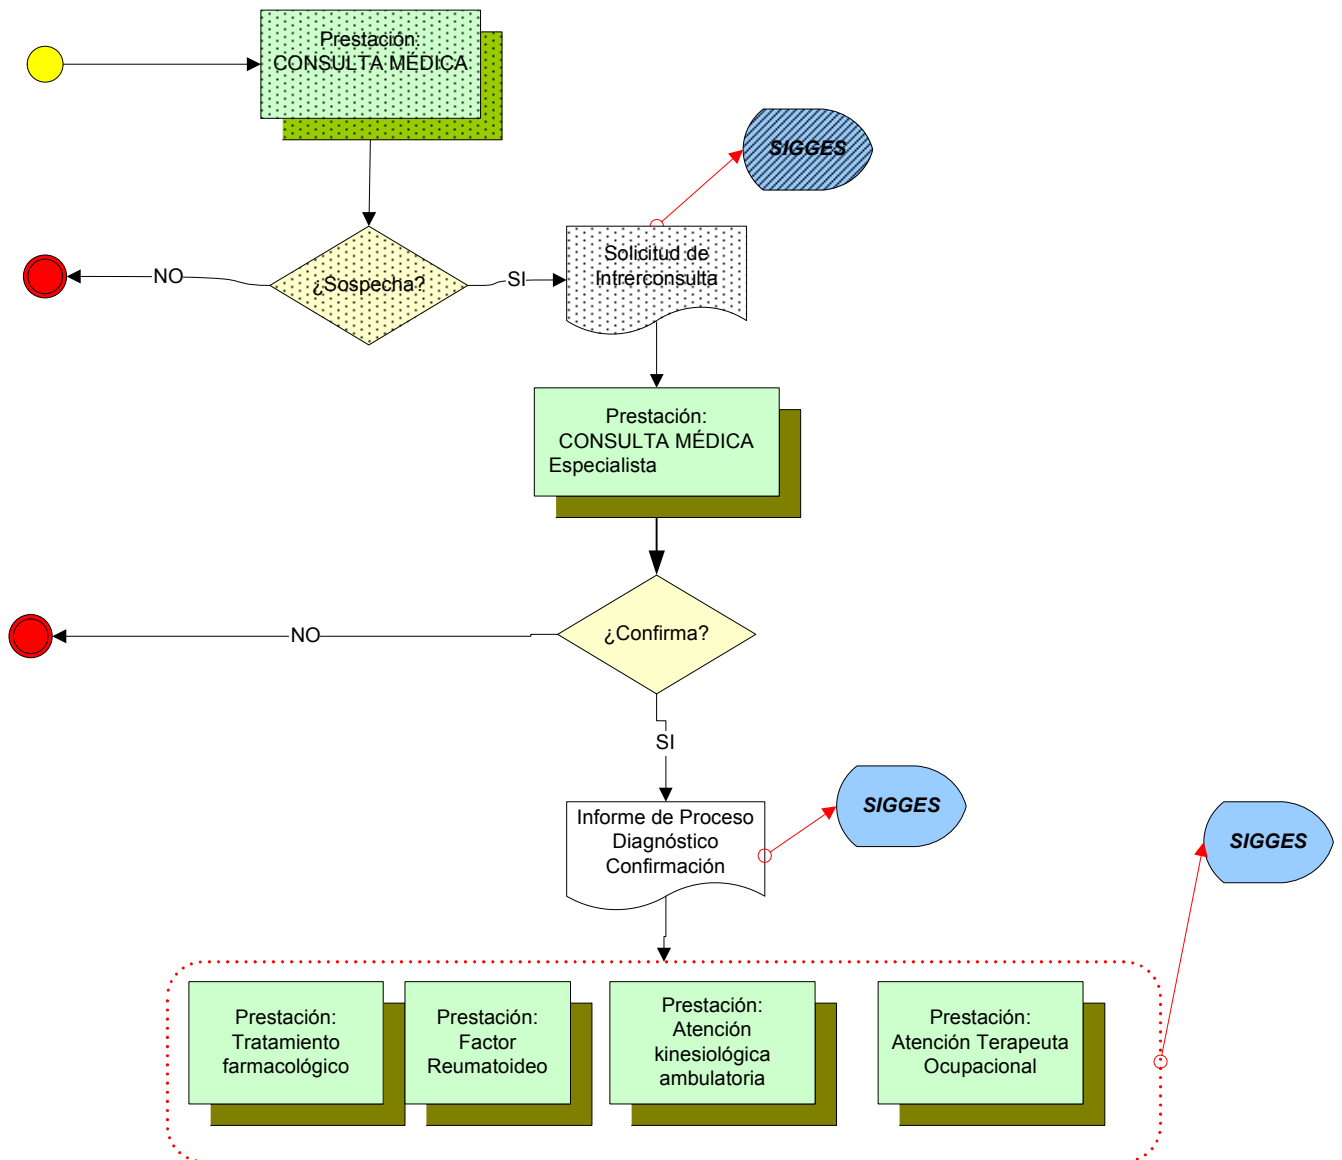 Prestación:
CONSULTA MÉDICA
SIGGES
Solicitud de
Intrerconsulta
¿Sospecha?
NO
SI
Prestación:
CONSULTA MÉDICA
Especialista
¿Confirma?
NO
SI
Informe de Proceso
Diagnóstico
Confirmación
SIGGES
SIGGES
Prestación:
Tratamiento
farmacológico
Prestación:
Factor
Reumatoideo
Prestación:
Atención
kinesiológica
ambulatoria
Prestación:
Atención Terapeuta
Ocupacional